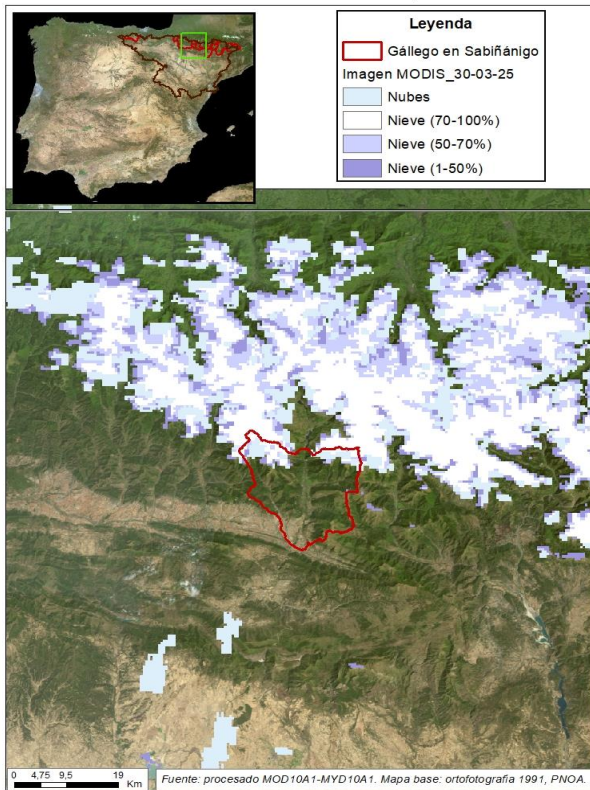 Leyenda
Gállego en Sabiñánigo
Imagen MODIS_30-03-25
Nubes
Nieve (70-100%)
Nieve (50-70%)
Nieve (1-50%)
0 4,75 9,5 19
Km
Fuente: procesado MOD10A1-MYD10A1. Mapa base: ortofotografia 1991, PNOA.